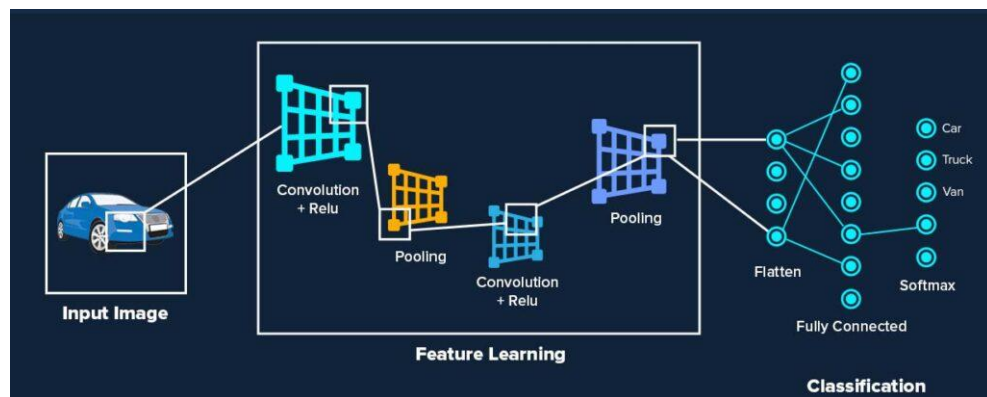 Input Image
Convolution
+ Relu
Pooling
Convolution
+ Relu
Pooling
Feature Learning
Flatten
Fully Connected
Car
Truck
Van
Softmax
Classification